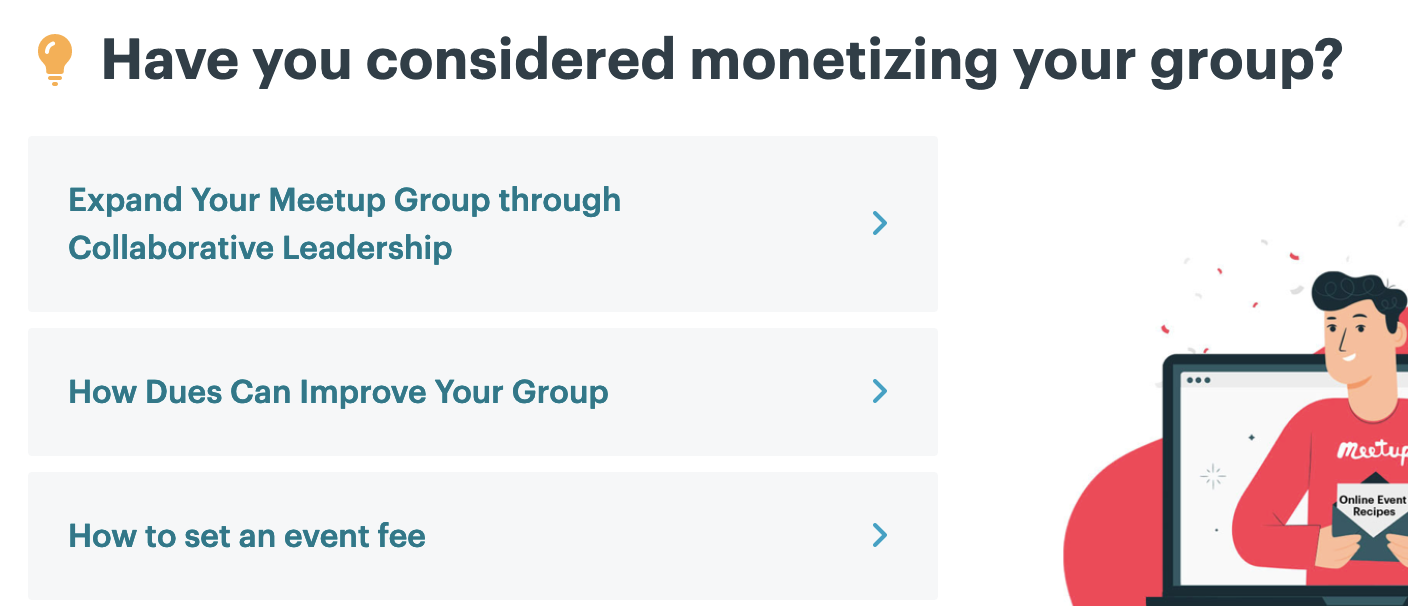 Have you considered monetizing your group?
Expand Your Meetup Group through
Collaborative Leadership
How Dues Can Improve Your Group
How to set an event fee
Meetup
Online Event
Recipes